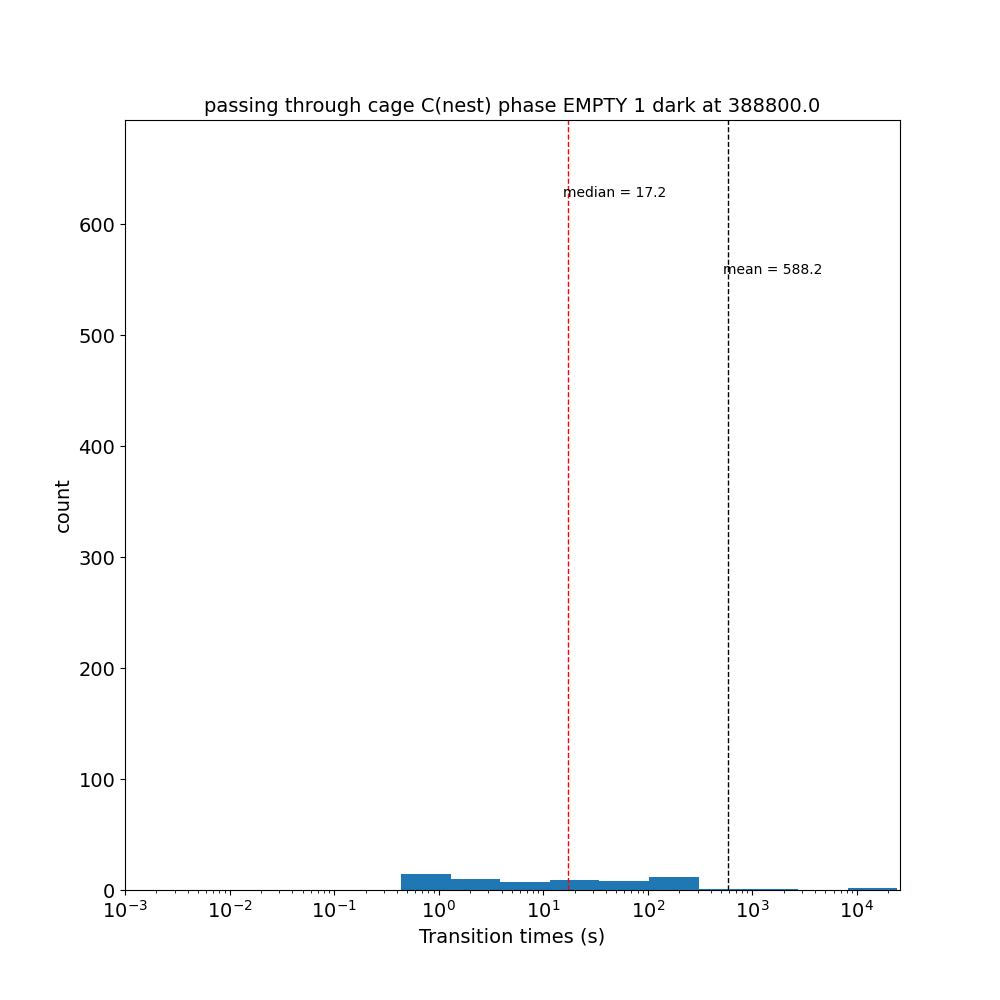 passing through cage C(nest) phase EMPTY 1 dark at 388800.0
median = 17.2
mean = 588.2
600
500
400
300
200
100
0
count
10⁻³ 10⁻² 10⁻¹ 10⁰ 10¹ 10² 10³ 10⁴
Transition times (s)